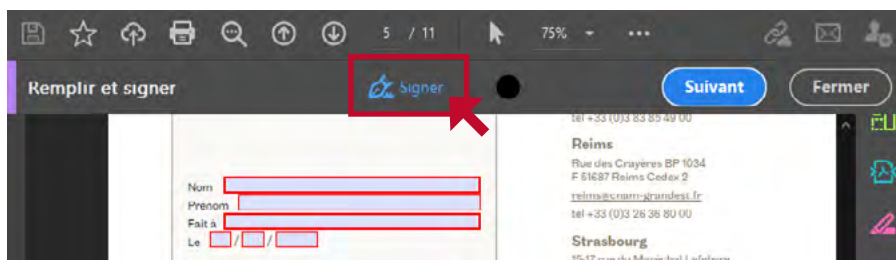 5 / 11 75%
Remplir et signer Signer Suivant Fermer
tel +33 (0)3 83 85 49 00
Reims
Rue des Crayeres BP 1034
F 51687 Reims Cedex 2
reims@cnam-grandest.fr
tel +33 (0)3 26 36 80 00
Strasbourg
Nom
Prenom
Fait à
Le / /